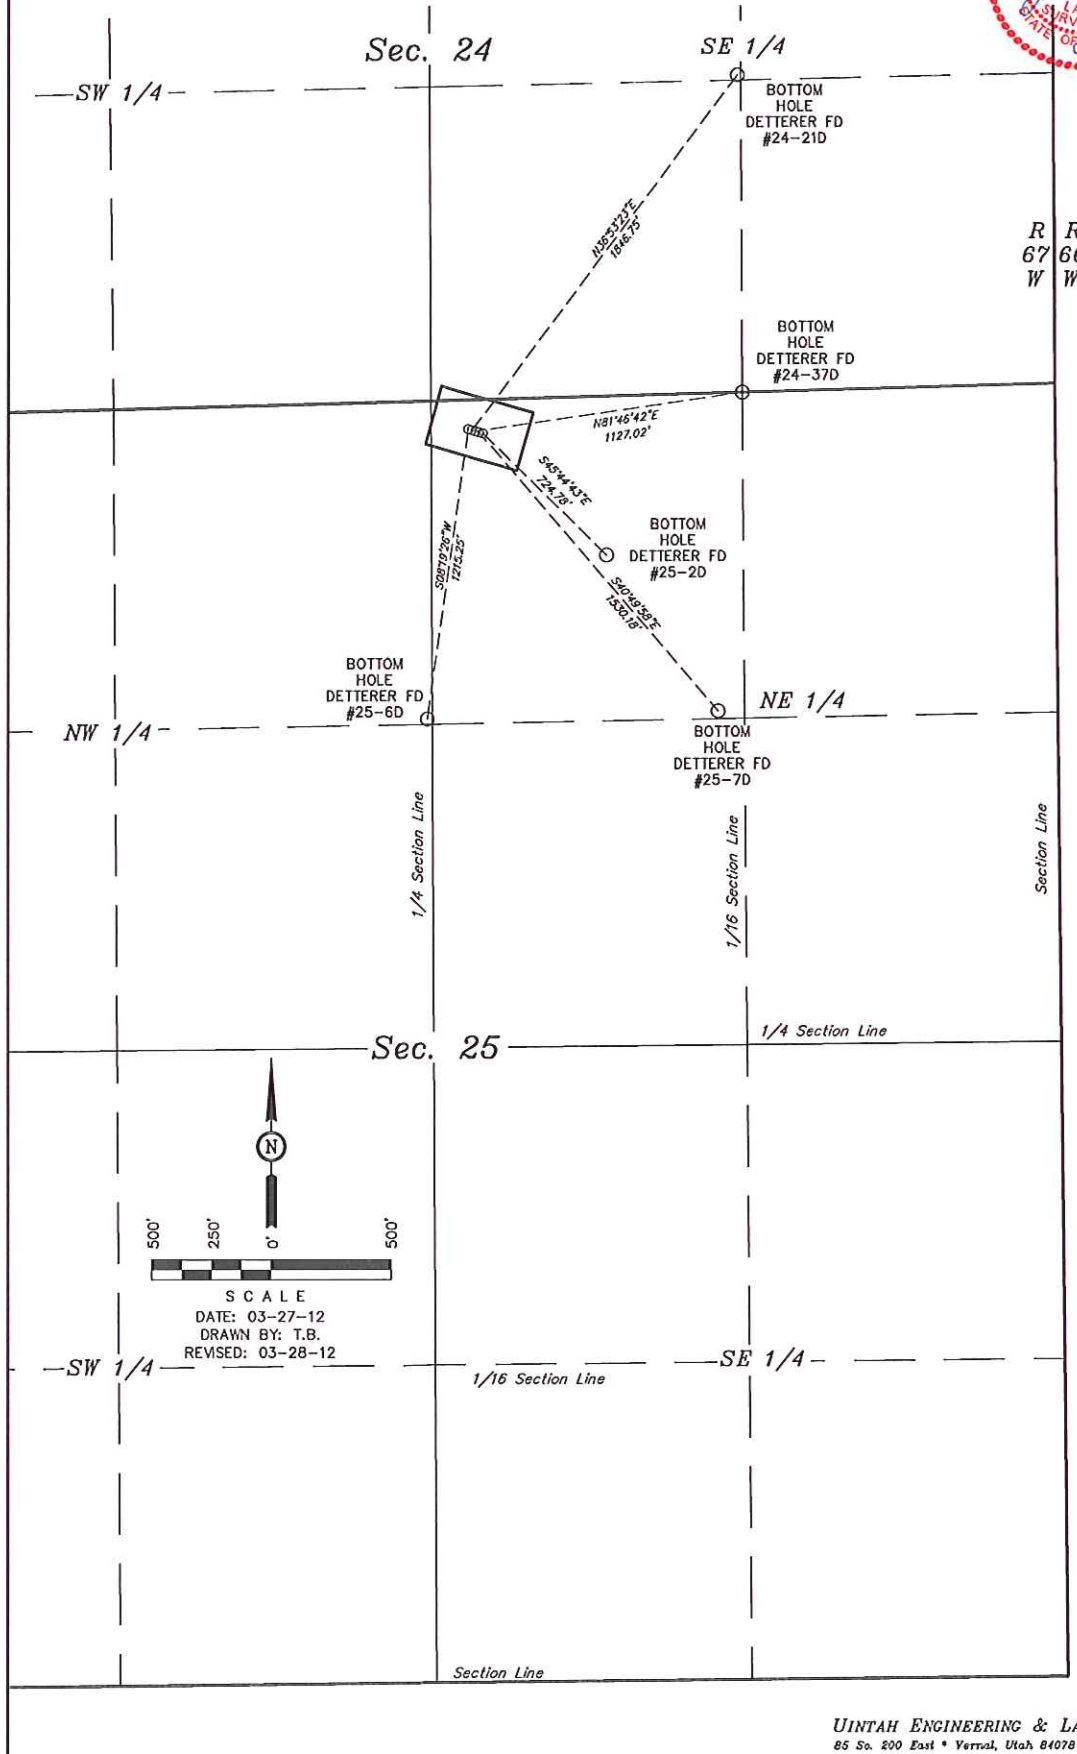 Sec. 24
SE 1/4
SW 1/4
STATE OF
BOTTOM
HOLE
DETTERER FD
#24-21D
N36°53'23"E
1846.75'
R
67
W
BOTTOM
HOLE
DETTERER FD
#24-37D
N81°46'42"E
1127.02'
S45°44'43"E
724.78'
BOTTOM
HOLE
DETTERER FD
#25-2D
S08°19'26"W
1215.25'
S40°49'58"E
1530.18'
BOTTOM
HOLE
DETTERER FD
#25-6D
NW 1/4
NE 1/4
BOTTOM
HOLE
DETTERER FD
#25-7D
1/4 Section Line
1/16 Section Line
Section Line
1/4 Section Line
Sec. 25
N
500'
250'
0'
500'
SCALE
DATE: 03-27-12
DRAWN BY: T.B.
REVISED: 03-28-12
SW 1/4
SE 1/4
1/16 Section Line
Section Line
UINTAH ENGINEERING & LA
85 So. 200 East * Vernal, Utah 84078